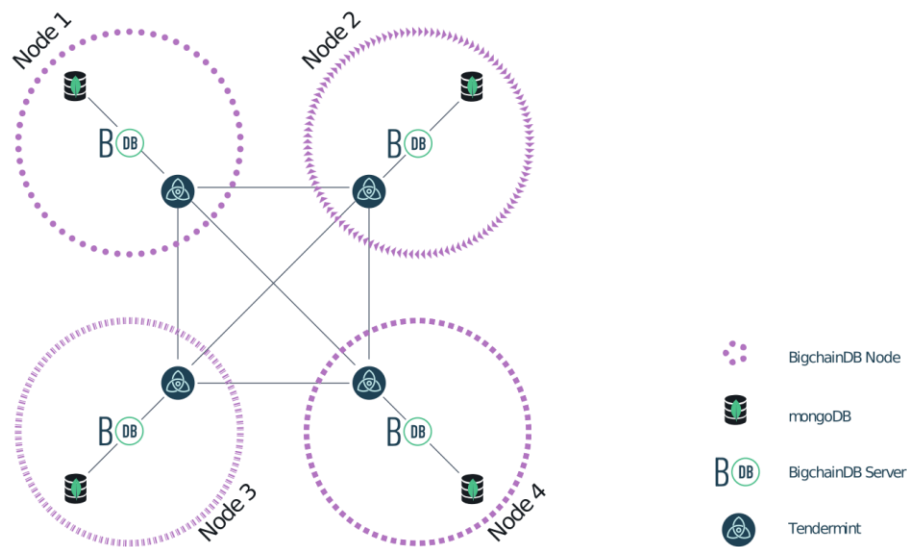 Node 1
Node 2
B DB
B DB
B DB
B DB
Node 3
Node 4
BigchainDB Node
mongoDB
B DB
BigchainDB Server
Tendermint